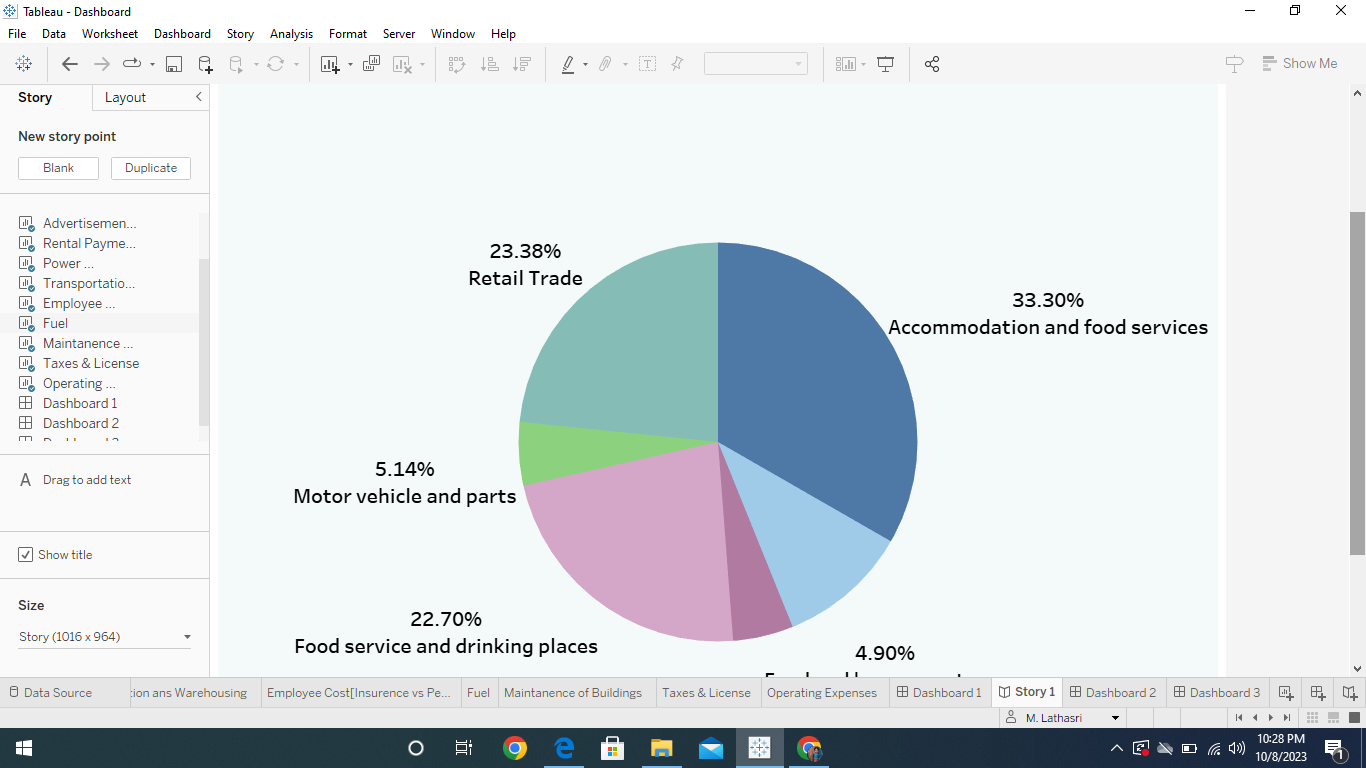 Tableau - Dashboard
File Data Worksheet Dashboard Story Analysis Format Server Window Help
Show Me
Story Layout
New story point
Blank Duplicate
Advertisemen...
Rental Payme...
Power ...
Transportatio...
Employee ...
Fuel
Maintanence ...
Taxes & License
Operating ...
Dashboard 1
Dashboard 2
A Drag to add text
Show title
Size
Story (1016 x 964)
23.38%
Retail Trade
33.30%
Accommodation and food services
5.14%
Motor vehicle and parts
22.70%
Food service and drinking places
4.90%
Data Source tion ans Warehousing Employee Cost[Insurence vs Pe... Fuel Maintanence of Buildings Taxes & License Operating Expenses Dashboard 1 Story 1 Dashboard 2 Dashboard 3
M. Lathasri
10:28 PM
10/8/2023
1